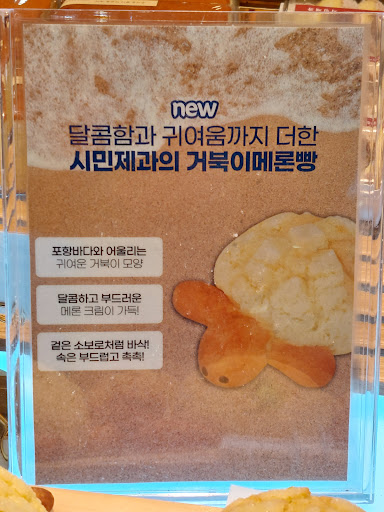 new
달콤함과 귀여움까지 더한
시민제과의 거북이메론빵
포항바다와 어울리는
귀여운 거북이 모양
달콤하고 부드러운
메론 크림이 가득!
겉은 소보로처럼 바삭!
속은 부드럽고 촉촉!